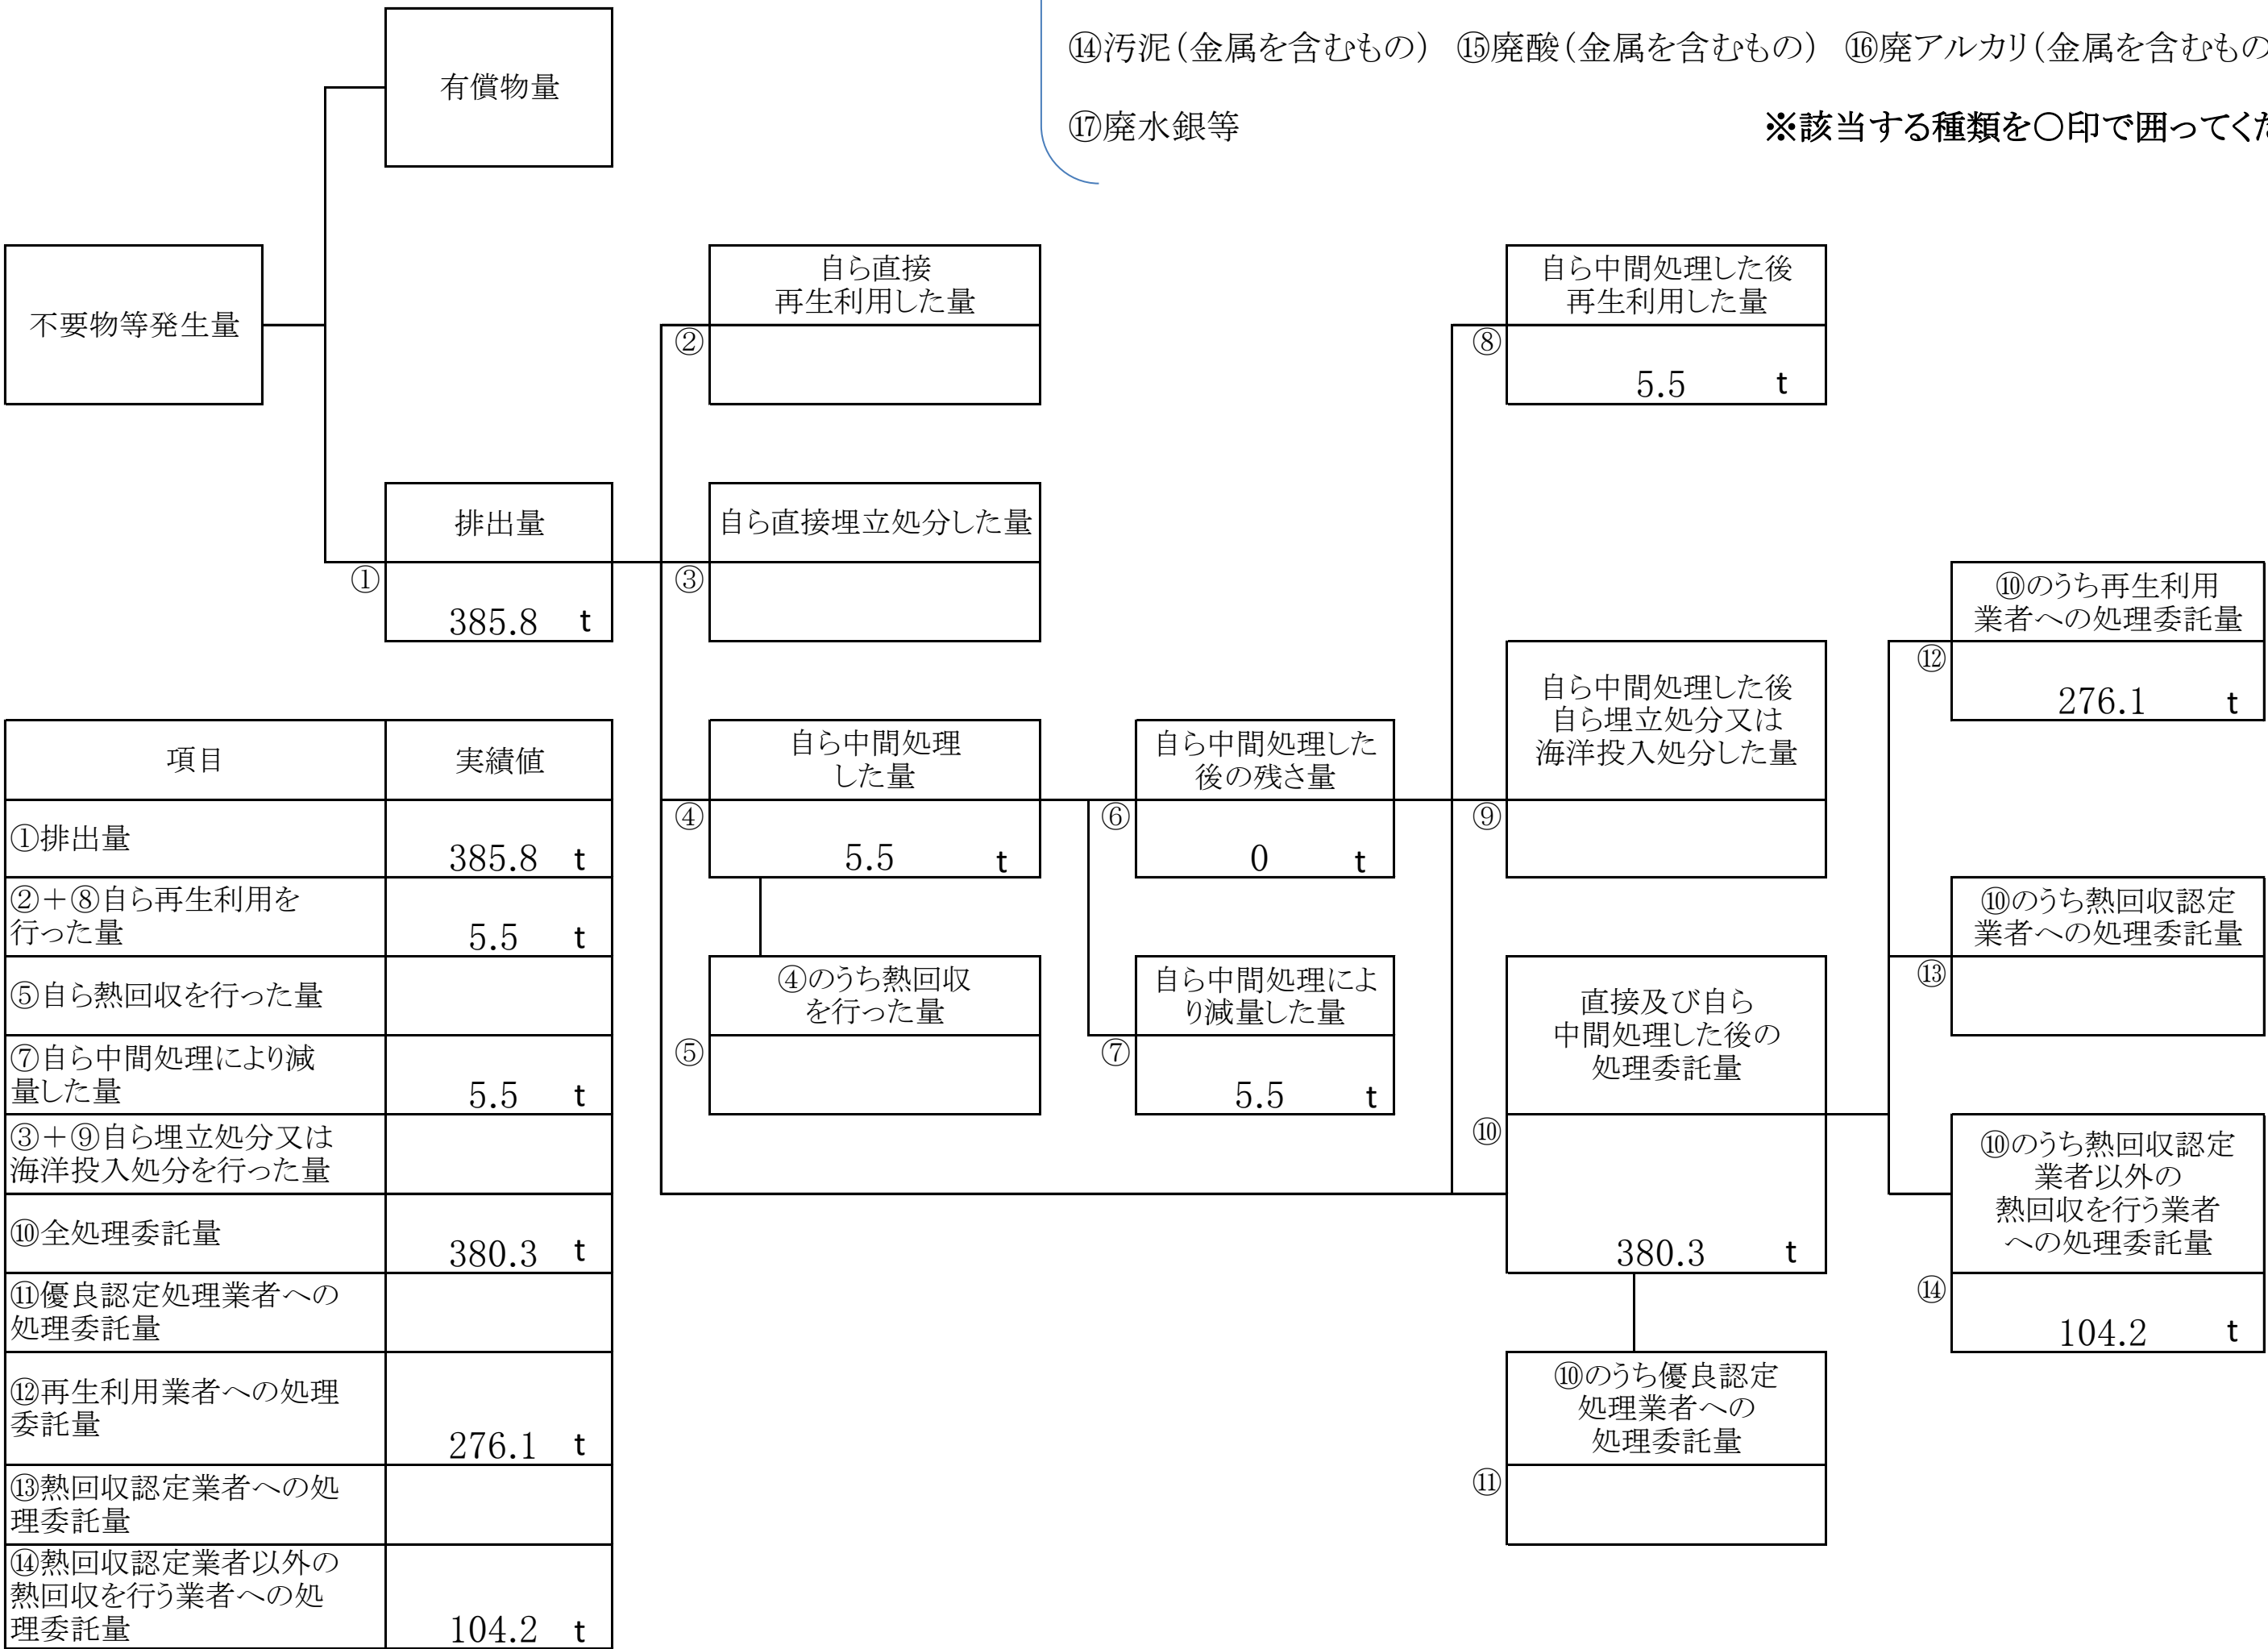 ⑭汚泥（金属を含むもの） ⑮廃酸（金属を含むもの） ⑯廃アルカリ（金属を含むもの
⑰廃水銀等
※該当する種類を○印で囲ってくだ
有償物量
不要物等発生量
排出量
①
385.8 t
自ら直接
再生利用した量
②
自ら直接埋立処分した量
③
自ら中間処理
した量
④
5.5 t
④のうち熱回収
を行った量
⑤
自ら中間処理した
後の残さ量
⑥
0 t
自ら中間処理によ
り減量した量
⑦
5.5 t
自ら中間処理した後
再生利用した量
⑧
5.5 t
自ら中間処理した後
自ら埋立処分又は
海洋投入処分した量
⑨
直接及び自ら
中間処理した後の
処理委託量
⑩
380.3 t
⑩のうち優良認定
処理業者への
処理委託量
⑪
⑩のうち再生利用
業者への処理委託量
⑫
276.1 t
⑩のうち熱回収認定
業者への処理委託量
⑬
⑩のうち熱回収認定
業者以外の
熱回収を行う業者
への処理委託量
⑭
104.2 t
項目 実績値
①排出量
385.8 t
②＋⑧自ら再生利用を
行った量
5.5 t
⑤自ら熱回収を行った量
⑦自ら中間処理により減
量した量
5.5 t
③＋⑨自ら埋立処分又は
海洋投入処分を行った量
⑩全処理委託量
380.3 t
⑪優良認定処理業者への
処理委託量
⑫再生利用業者への処理
委託量
276.1 t
⑬熱回収認定業者への処
理委託量
⑭熱回収認定業者以外の
熱回収を行う業者への処
理委託量
104.2 t